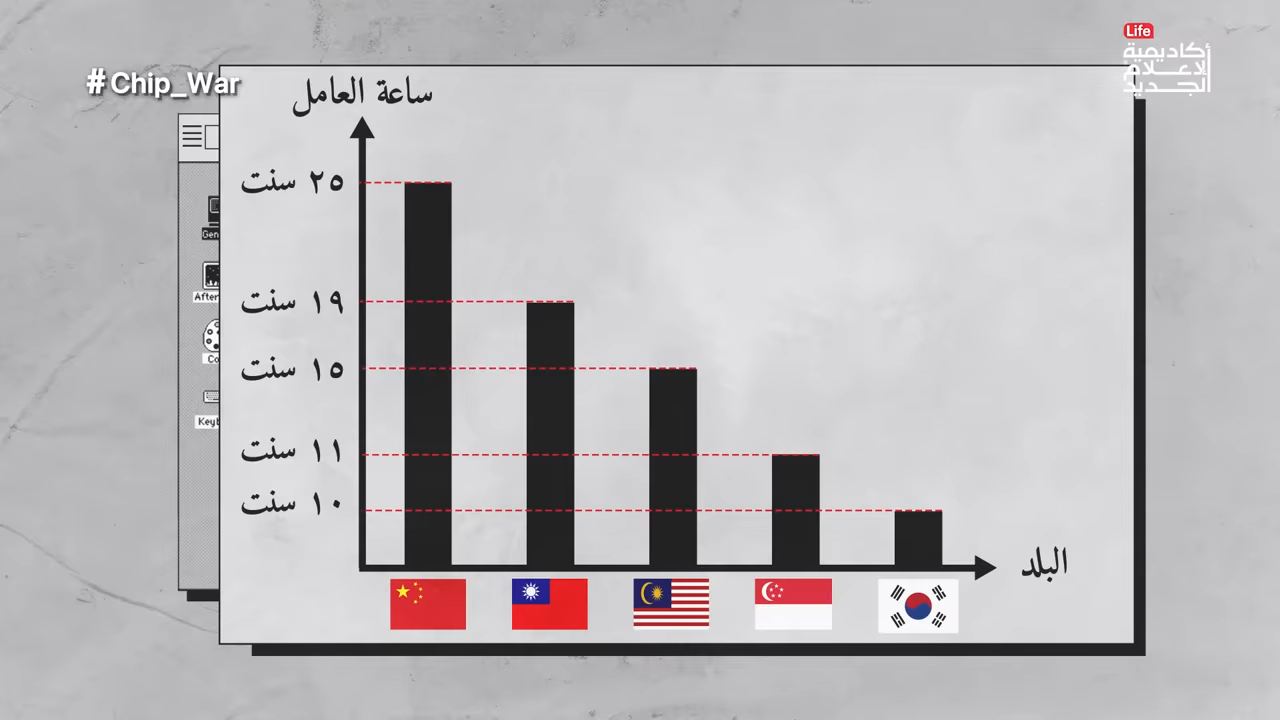 Life
أكاديمية
الإعلام
الجديد
#Chip_War
ساعة العامل
٢٥ سنت
١٩ سنت
١٥ سنت
١١ سنت
١٠ سنت
البلد